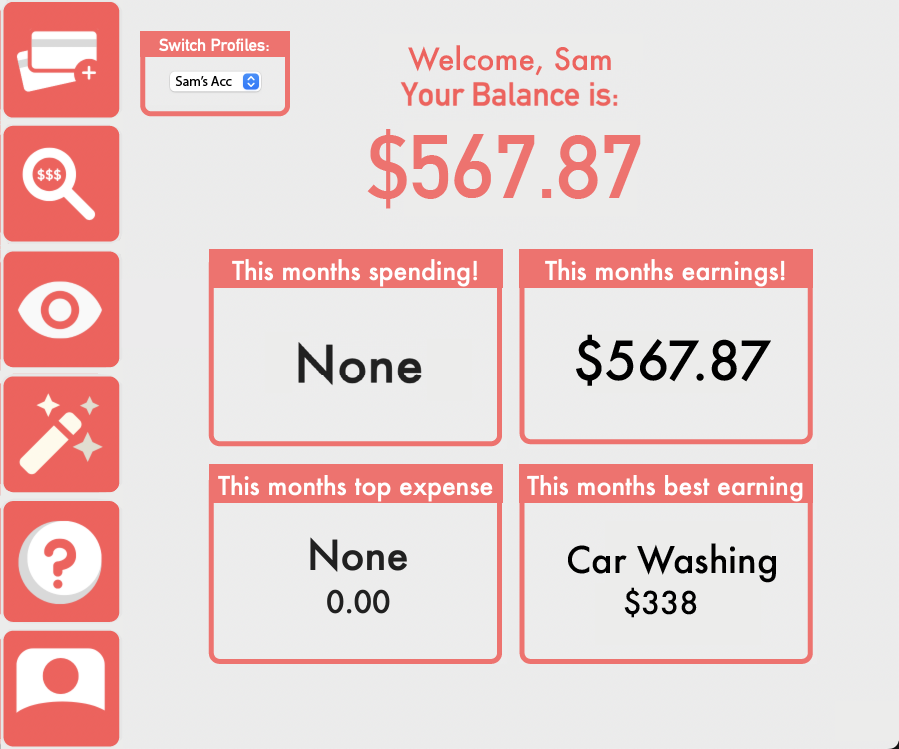 Switch Profiles:
Sam's Acc
Welcome, Sam
Your Balance is:
$567.87
$$$
This months spending!
None
This months earnings!
$567.87
This months top expense
None
0.00
This months best earning
Car Washing
$338
?